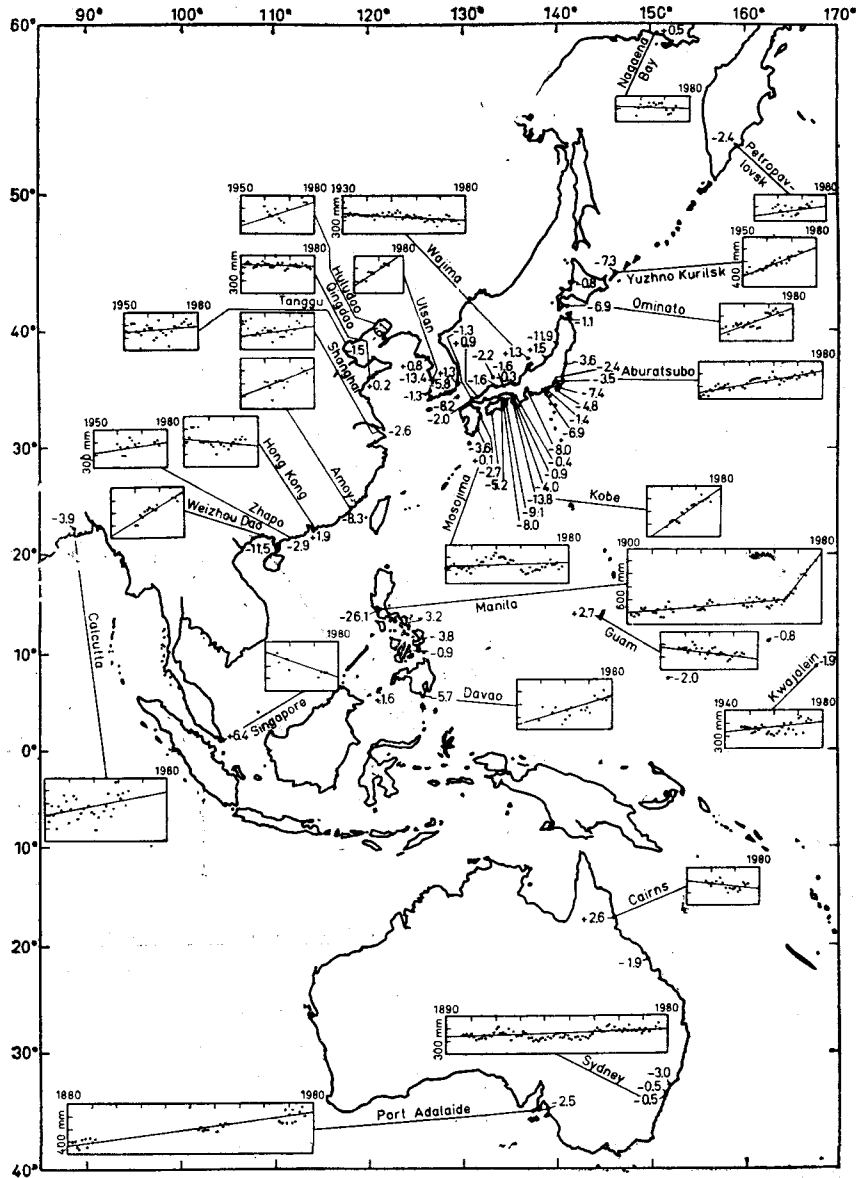 90° 100° 110° 120° 130° 140° 150° 160° 170°
60°
+0.5
Nagaena
Bay
1980
-2.4
Petropav-
lovsk
1980
50°
1950 1980
1930 1980
300 mm
Wajima
1980
300 mm
Huludao
1980
Qingdao
Ulsan
Tanggu
1950 1980
Shanghai
-7.3
Yuzhno Kurilsk
1950 1980
400 mm
+0.8
-6.9
Ominato
1980
-1.1
40°
-1.5
+0.2
+0.8
-13.4
+1.3
-5.8
-1.3
-1.3
+0.9
-2.2
-1.6
-1.6
+0.3
+1.3
-11.9
+1.5
-8.2
-2.0
3.6
-2.4
-3.5
Aburatsubo
1980
-7.4
-4.8
-1.4
-6.9
-8.0
-0.4
-0.9
-4.0
-13.8
-9.1
-8.0
3.6
+0.1
-2.7
-5.2
Mosojima
1980
Kobe
1980
-2.6
1950 1980
300 mm
1980
Hong Kong
Amoy
-8.3
30°
Zhapo
Weizhou Dao
-11.5
-2.9
+1.9
-3.9
20°
Calcutta
1980
Manila
1900 1980
600 mm
-26.1
-3.2
-3.8
-0.9
+2.7
Guam
-2.0
-0.8
-1.9
Kwajalein
1940 1980
300 mm
10°
1980
+6.4 Singapore
+1.6
-5.7
Davao
1980
0°
10°
Cairns
1980
+2.6
-1.9
20°
1890 1980
300 mm
Sydney
-3.0
-0.5
-0.5
30°
1880 1980
400 mm
Port Adalaide
-2.5
40°